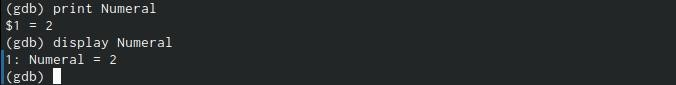 (gdb) print Numeral
$1 = 2
(gdb) display Numeral
1: Numeral = 2
(gdb)